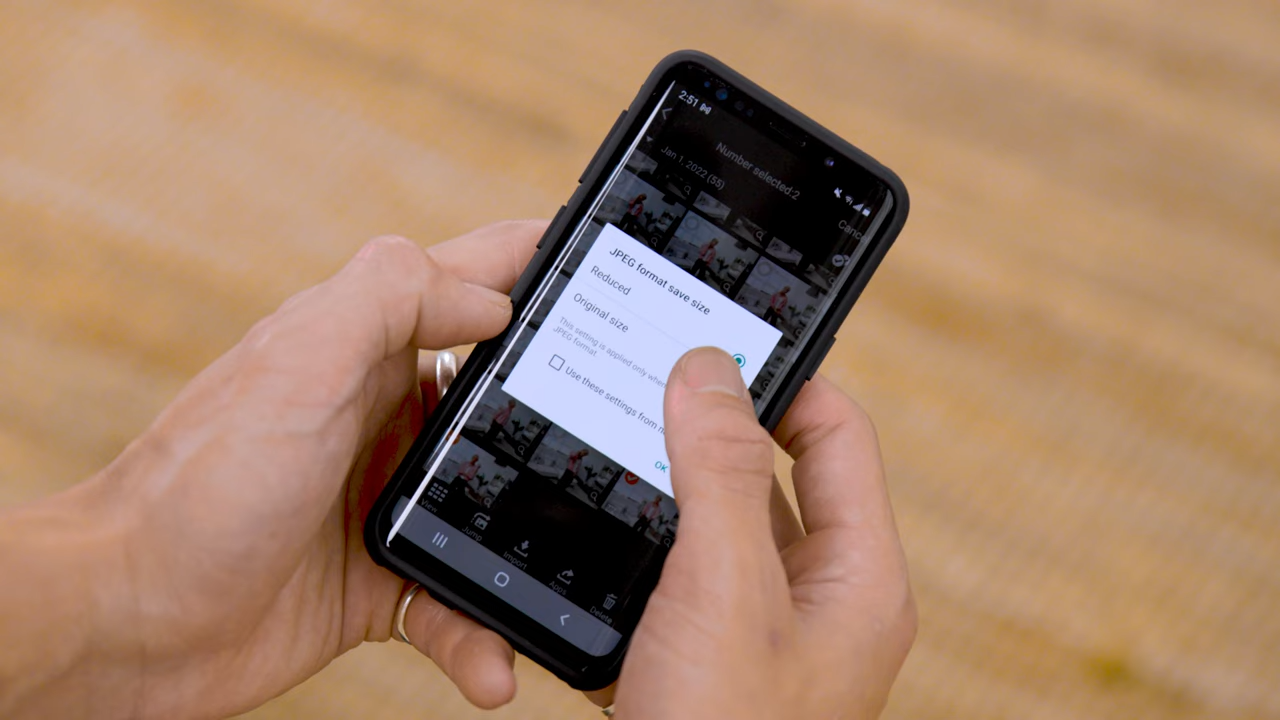 2:51
Number selected:2
Jan 1, 2022 (55)
JPEG format save size
Reduced
Original size
This setting is applied only when
JPEG format.
Use these settings from
OK
View
Jump
Import
Apps
Delete